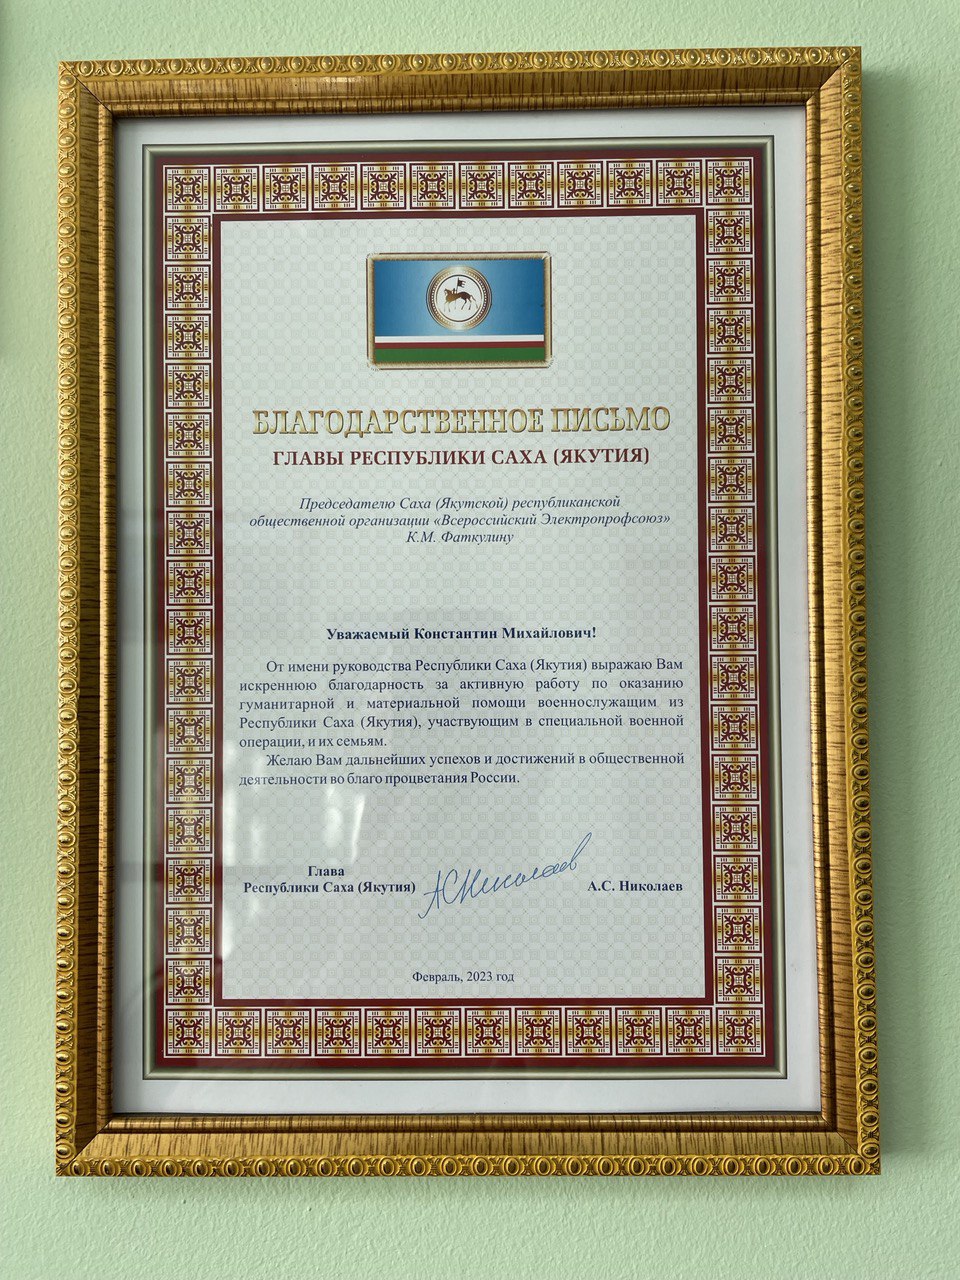 БЛАГОДАРСТВЕННОЕ ПИСЬМО
ГЛАВЫ РЕСПУБЛИКИ САХА (ЯКУТИЯ)
Председателю Саха (Якутской) республиканской
общественной организации «Всероссийский Электропрофсоюз»
К.М. Фаткулину
Уважаемый Константин Михайлович!
От имени руководства Республики Саха (Якутия) выражаю Вам
искреннюю благодарность за активную работу по оказанию
гуманитарной и материальной помощи военнослужащим из
Республики Саха (Якутия), участвующим в специальной военной
операции, и их семьям.
Желаю Вам дальнейших успехов и достижений в общественной
деятельности во благо процветания России.
Глава
Республики Саха (Якутия)
АСНиколаев
А.С. Николаев
Февраль, 2023 год